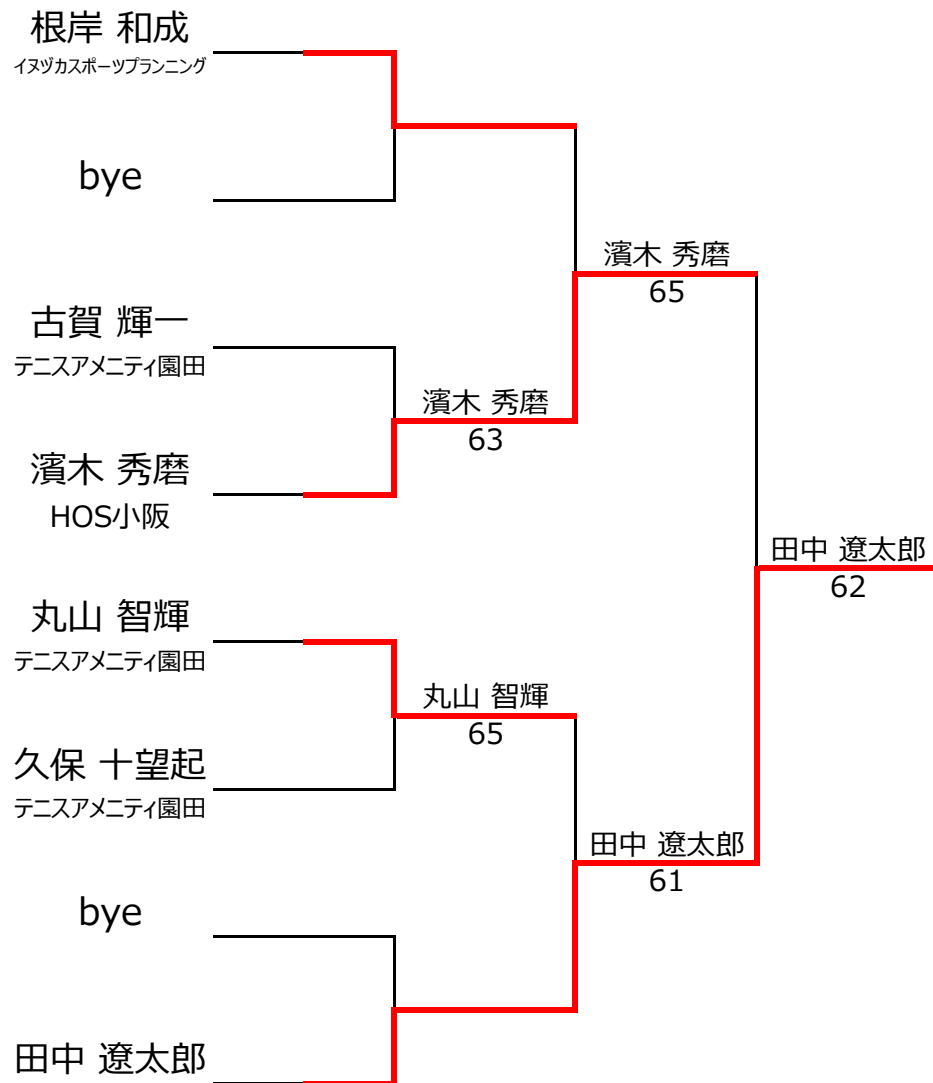 根岸 和成
イヌヅカスポーツプランニング
bye
濱木 秀磨
65
古賀 輝一
テニスアメニティ園田
濱木 秀磨
63
濱木 秀磨
HOS小阪
田中 遼太郎
62
丸山 智輝
テニスアメニティ園田
丸山 智輝
65
久保 十望起
テニスアメニティ園田
田中 遼太郎
61
bye
田中 遼太郎